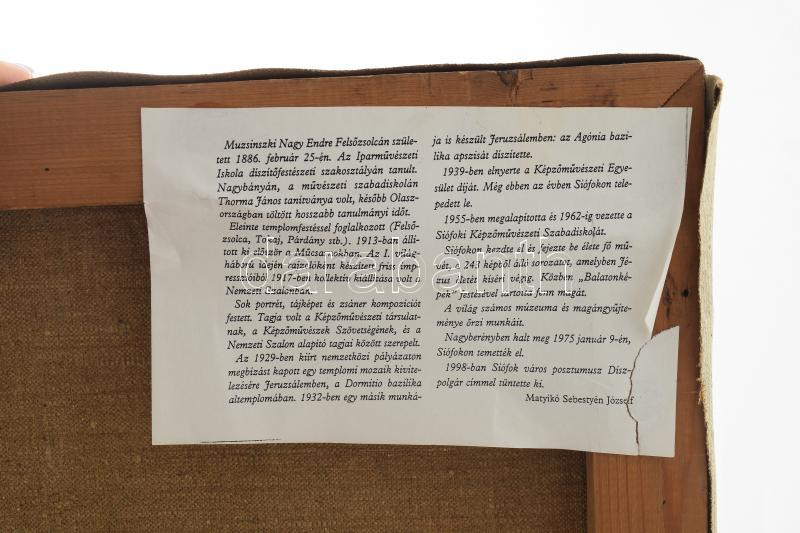 Muzsinszki Nagy Endre Felsőzsolcán szüle-
tett 1886. február 25-én. Az Iparművészeti
Iskola díszítőfestészeti szakosztályán tanult.
Nagybányán, a művészeti szabadiskolán
Thorma János tanítványa volt, később Olasz-
országban töltött hosszabb tanulmányi időt.
Eleinte templomfestéssel foglalkozott (Felső-
zsolca, Tokaj, Párdány stb.). 1913-ban állí-
tott ki először a Műcsarnokban. Az I. világ-
háború idején rajzolóként készített friss imp-
resszióiból 1917-ben kollektív kiállítása volt a
Nemzeti Szalonban.
Sok portrét, tájképet és zsáner kompozíciót
festett. Tagja volt a Képzőművészeti társulat-
nak, a Képzőművészek Szövetségének, és a
Nemzeti Szalon alapító tagjai között szerepelt.
Az 1929-ben kiírt nemzetközi pályázaton
megbízást kapott egy templomi mozaik kivite-
lezésére Jeruzsálemben, a Dormitio bazilika
altemplomában. 1932-ben egy másik munká-
ja is készült Jeruzsálemben: az Agónia bazi-
lika apszisát díszítette.
1939-ben elnyerte a Képzőművészeti Egye-
sület díját. Még ebben az évben Siófokon tele-
pedett le.
1955-ben megalapította és 1962-ig vezette a
Siófoki Képzőművészeti Szabadiskolát.
Siófokon kezdte el és fejezte be élete fő mű-
vét, a 243 képből álló sorozatot, amelyben Jé-
zus életét kíséri végig. Közben „Balatonké-
pek" festésével tartotta fenn magát.
A világ számos múzeuma és magángyűjte-
ménye őrzi munkáit.
Nagyberényben halt meg 1975 január 9-én,
Siófokon temették el.
1998-ban Siófok város posztumusz Dísz-
polgár címmel tüntette ki.
Matyikó Sebestyén József
darabanth